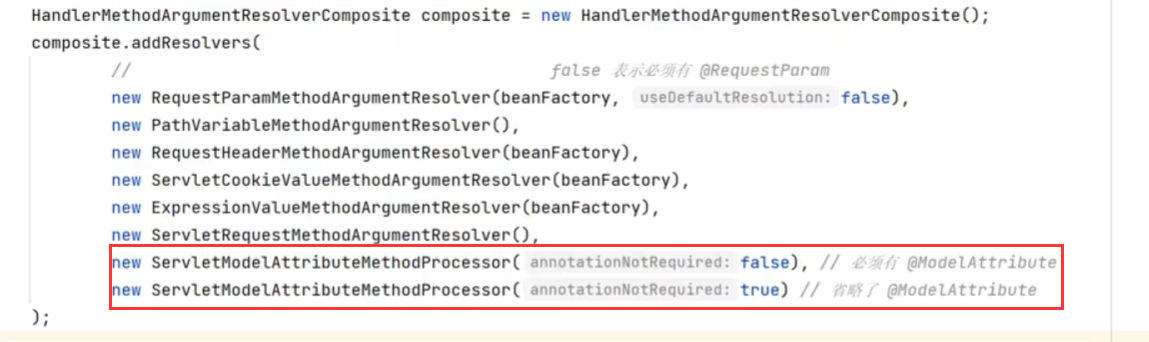 HandlerMethodArgumentResolverComposite composite = new HandlerMethodArgumentResolverComposite();
composite.addResolvers(
// false 表示必须有 @RequestParam
new RequestParamMethodArgumentResolver(beanFactory, useDefaultResolution: false),
new PathVariableMethodArgumentResolver(),
new RequestHeaderMethodArgumentResolver(beanFactory),
new ServletCookieValueMethodArgumentResolver(beanFactory),
new ExpressionValueMethodArgumentResolver(beanFactory),
new ServletRequestMethodArgumentResolver(),
new ServletModelAttributeMethodProcessor( annotationNotRequired: false), // 必须有 @ModelAttribute
new ServletModelAttributeMethodProcessor( annotationNotRequired: true) // 省略了 @ModelAttribute
);